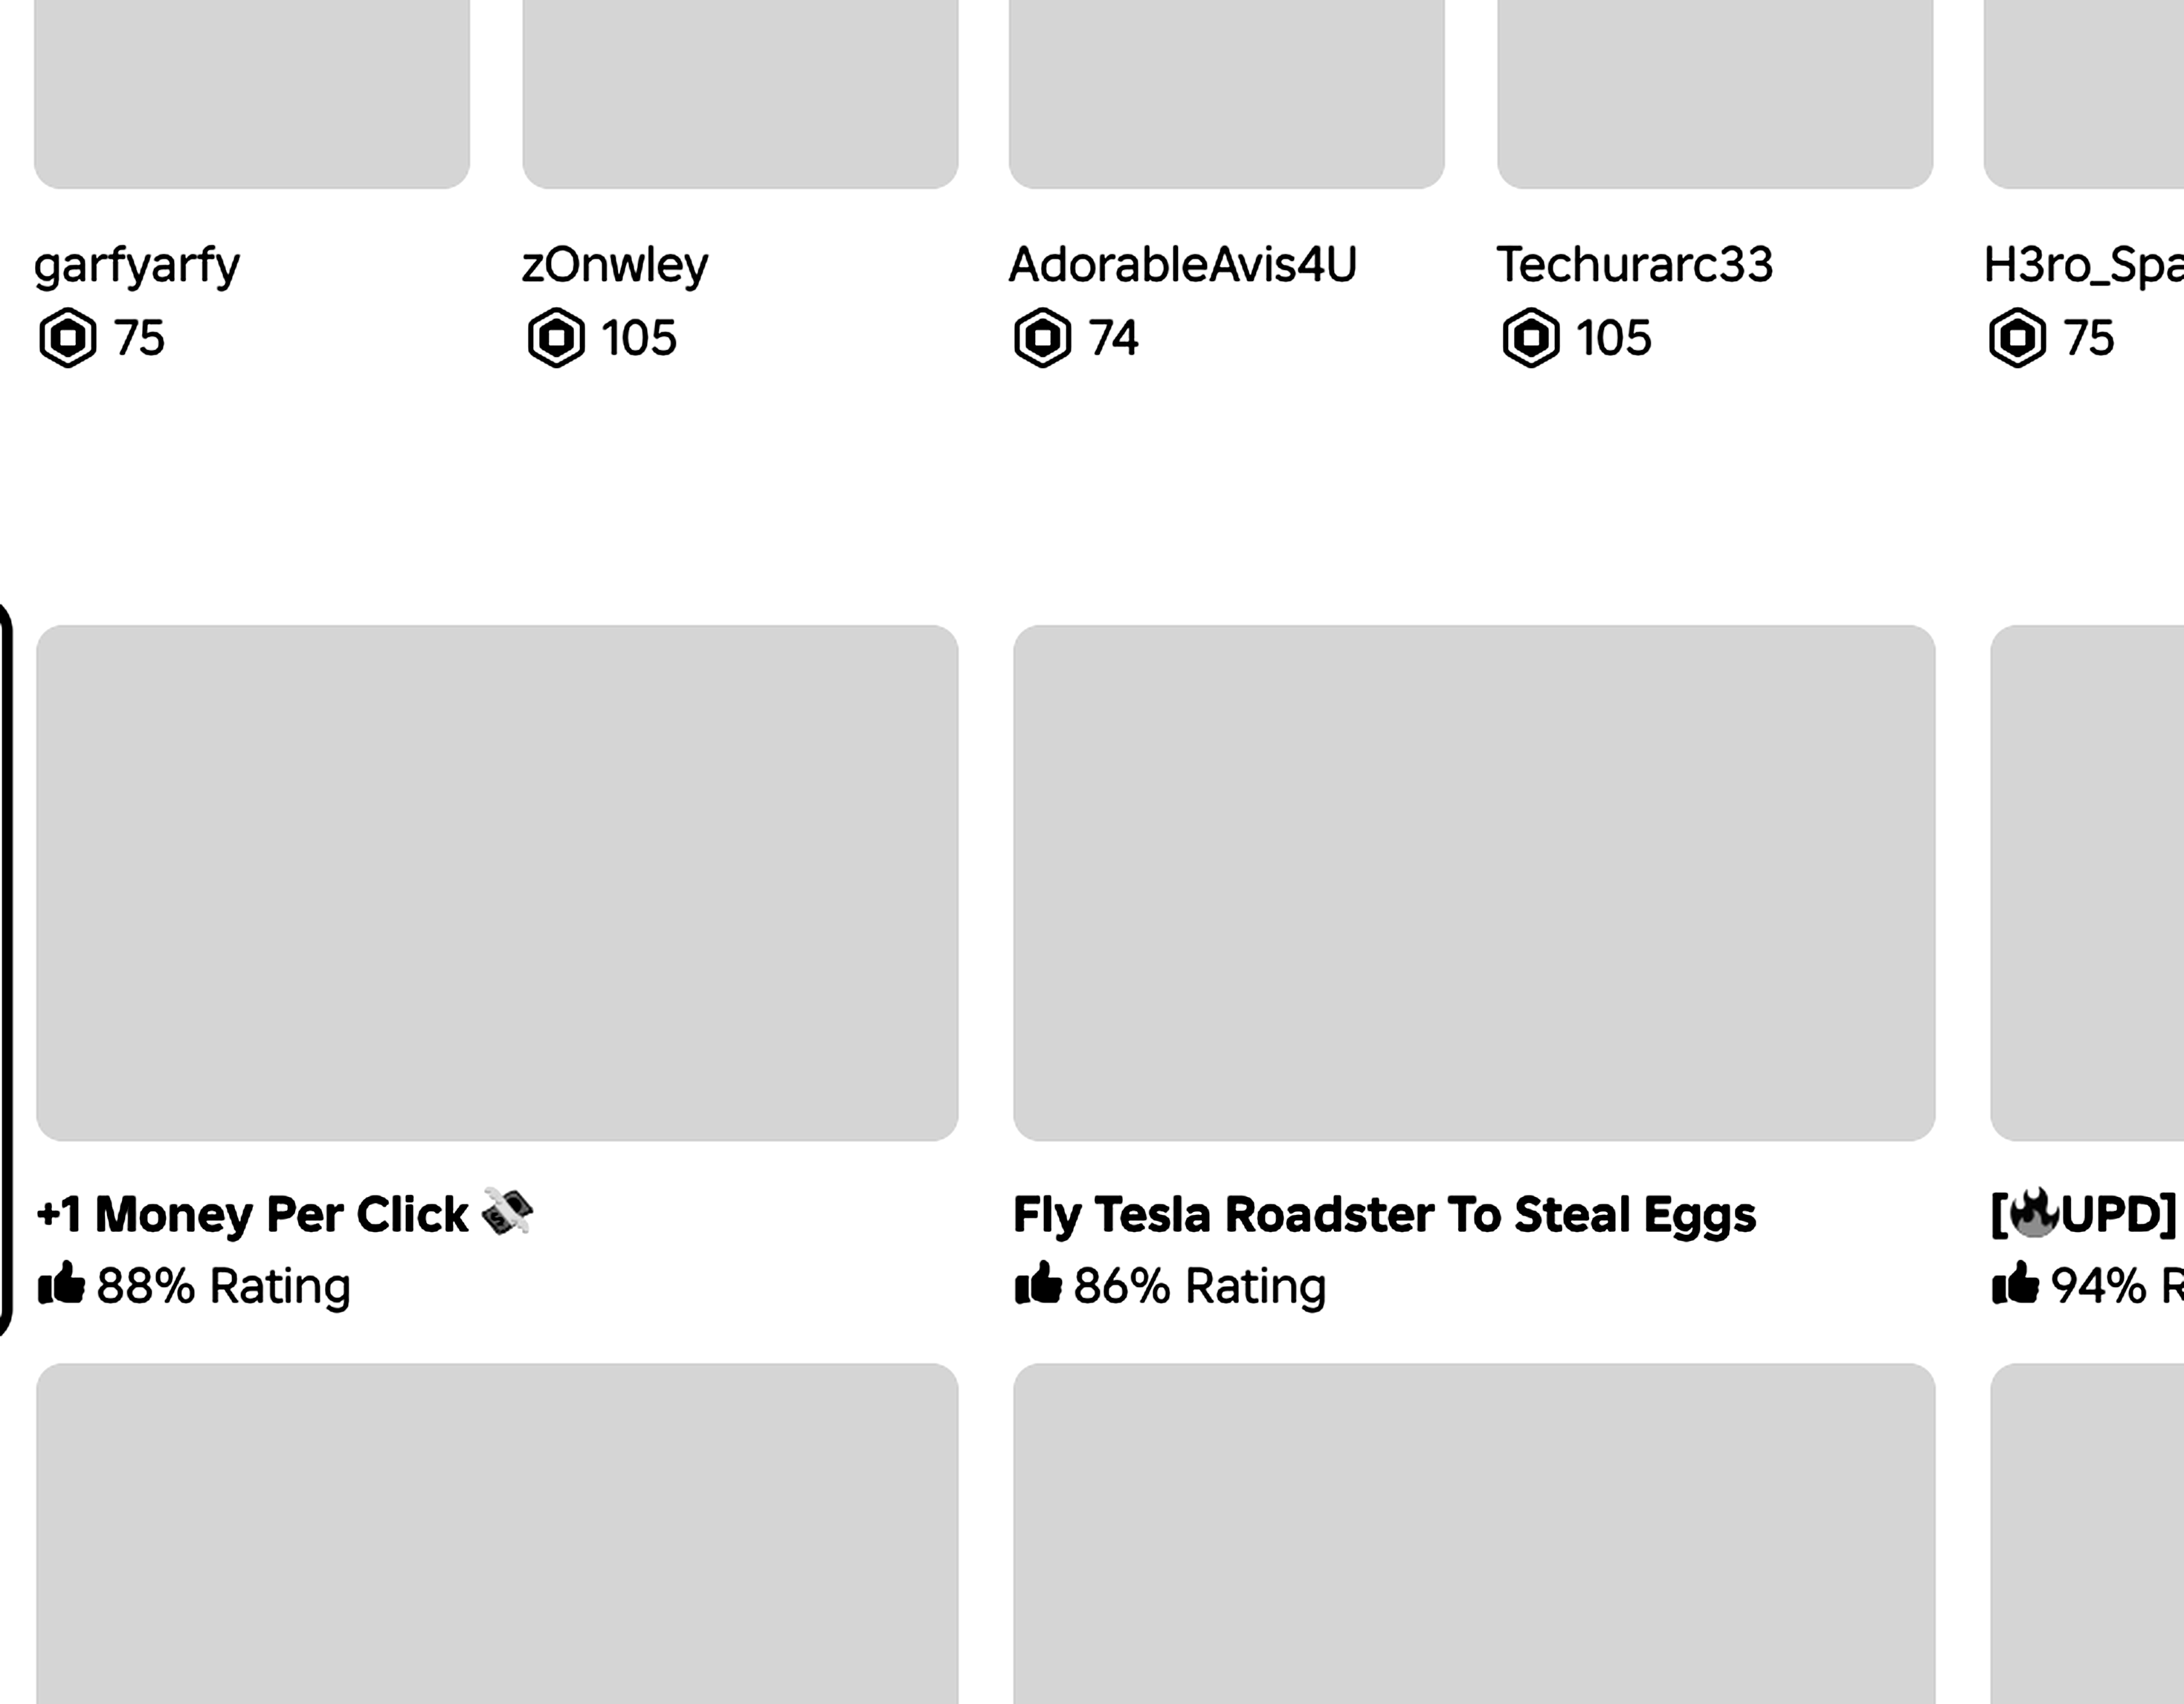 garfyarfy
75
zOnwley
105
AdorableAvis4U
74
Techurarc33
105
H3ro_Spa
75
+1 Money Per Click 💸
88% Rating
Fly Tesla Roadster To Steal Eggs
86% Rating
[🔥UPD]
94% R